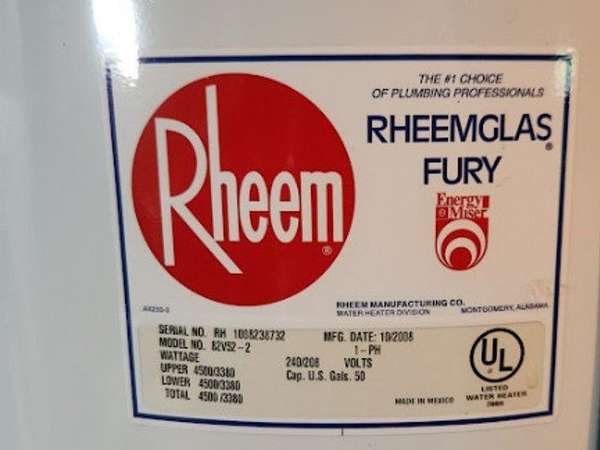 THE #1 CHOICE
OF PLUMBING PROFESSIONALS
Rheem®
RHEEMGLAS®
FURY
Energy
Miser
RHEEM MANUFACTURING CO.
WATER HEATER DIVISION MONTGOMERY, ALABAMA
SERIAL NO. RH 1008238732 MFG. DATE: 10/2008
MODEL NO. 82V52-2 1-PH
WATTAGE 240/208 VOLTS
UPPER 4500/3380 Cap. U.S. Gals. 50
LOWER 4500/3380
TOTAL 4500/3380 MADE IN MEXICO
UL
LISTED
WATER HEATER